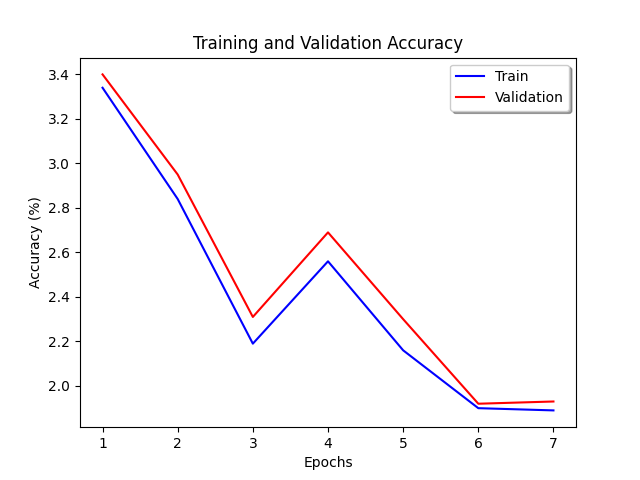 Training and Validation Accuracy
Train
Validation
Accuracy (%)
3.4
3.2
3.0
2.8
2.6
2.4
2.2
2.0
1 2 3 4 5 6 7
Epochs